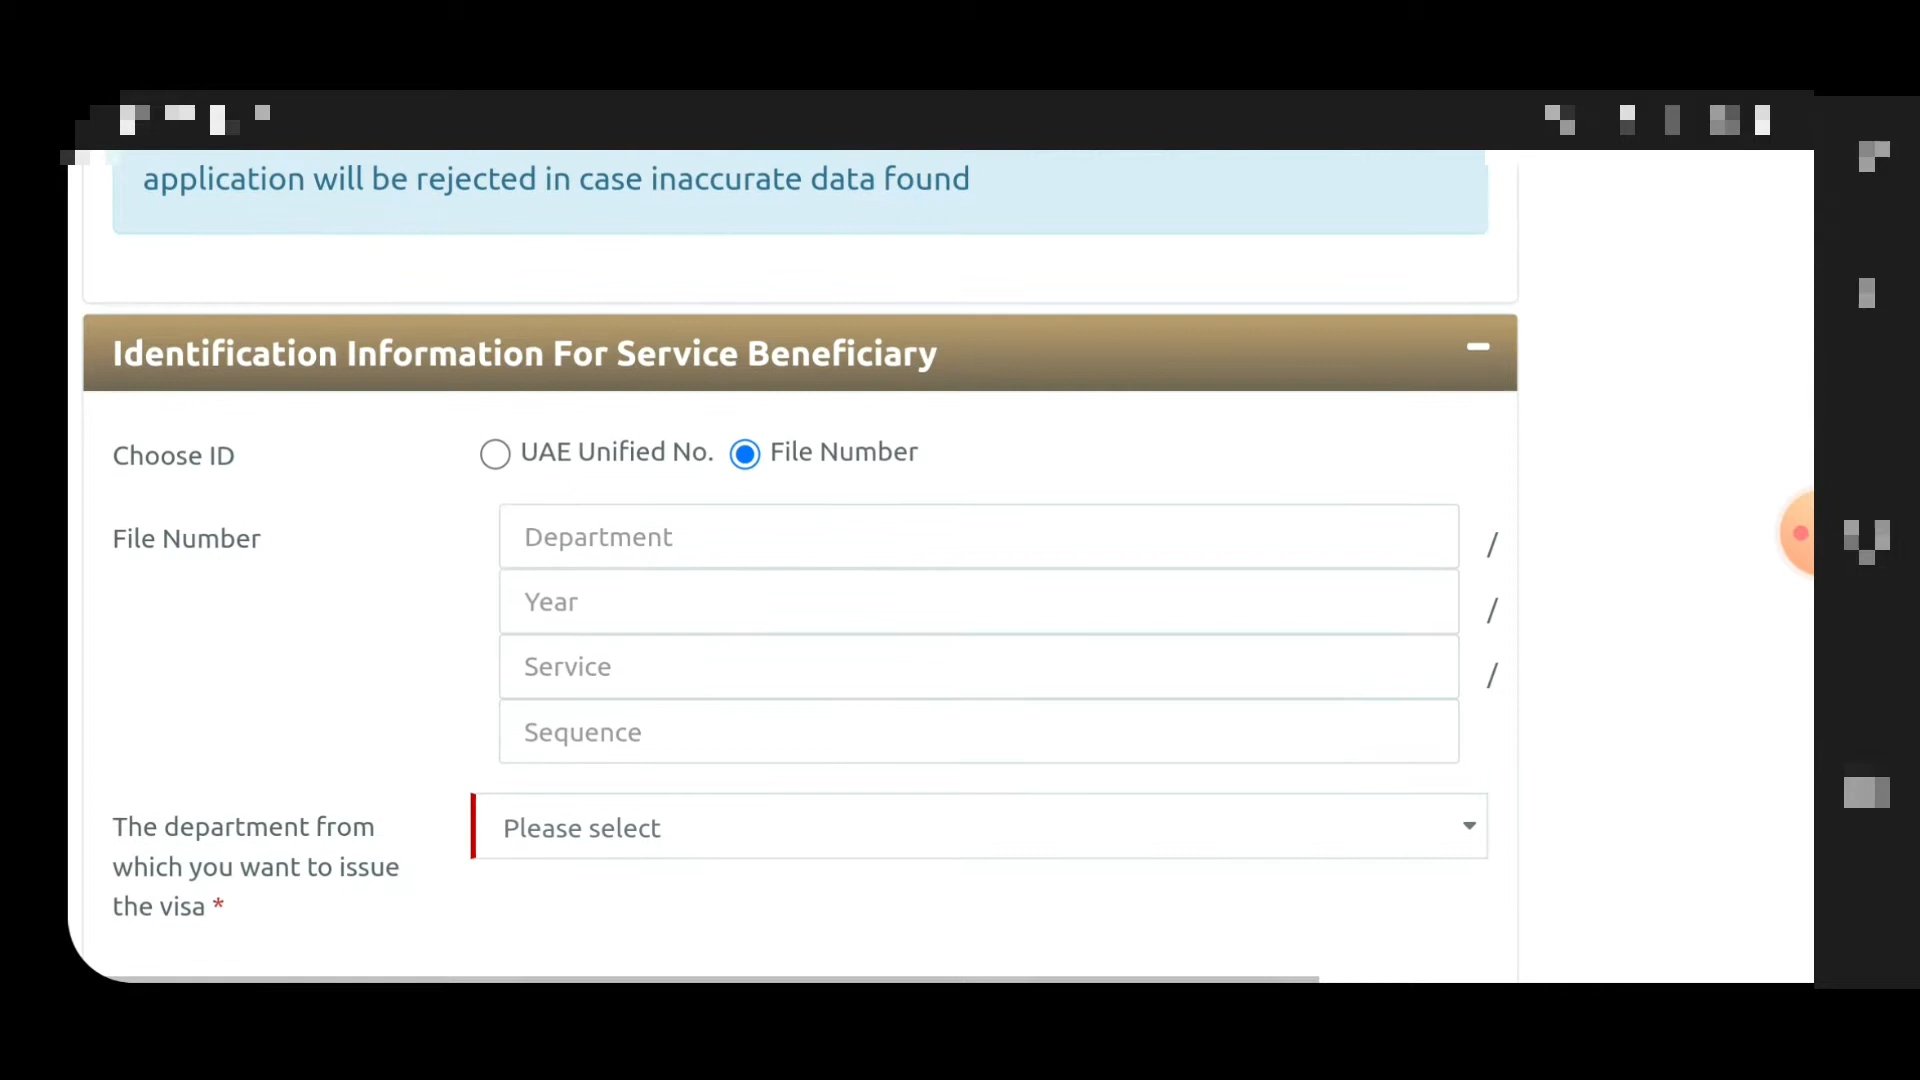 application will be rejected in case inaccurate data found
Identification Information For Service Beneficiary
Choose ID
UAE Unified No.
File Number
File Number
Department
/
Year
/
Service
/
Sequence
The department from
which you want to issue
the visa *
Please select